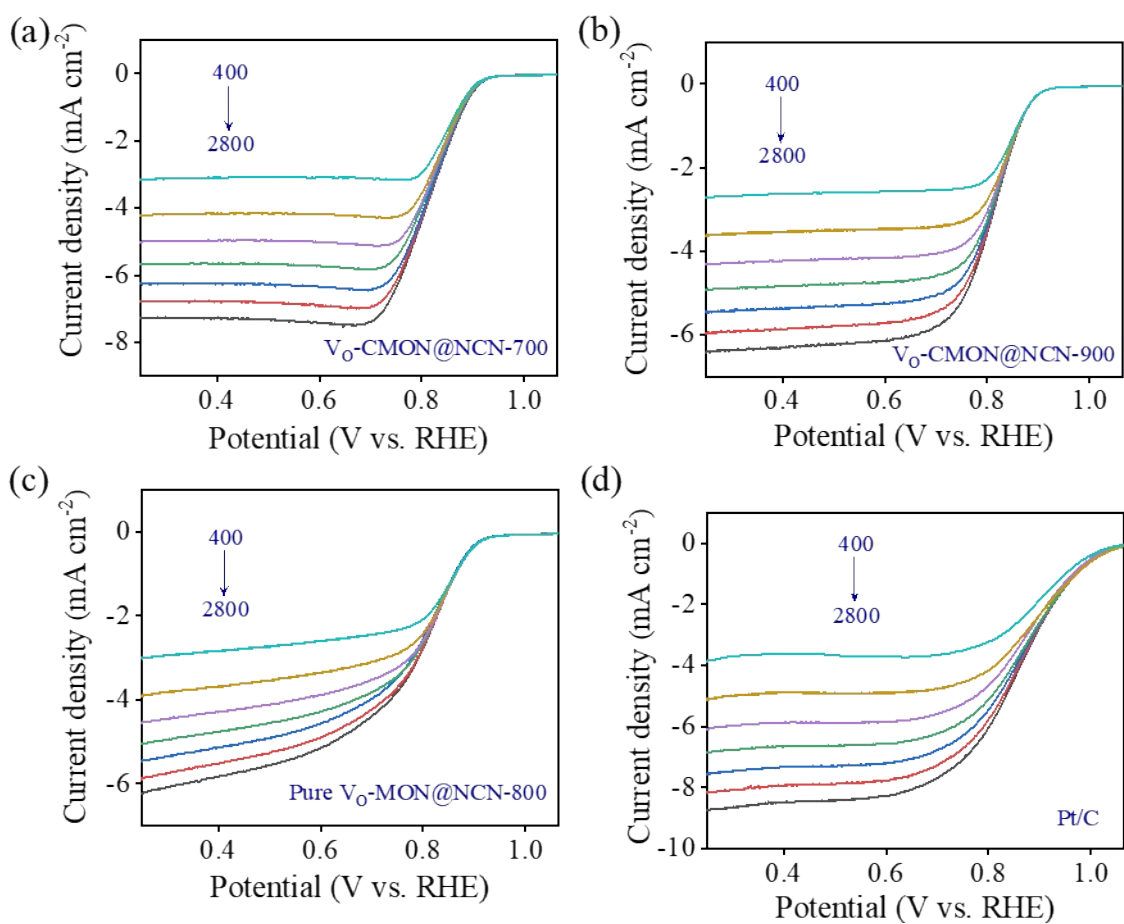 (a)
Current density (mA cm⁻²)
0
-2
-4
-6
-8
400
2800
V₀-CMON@NCN-700
0.4 0.6 0.8 1.0
Potential (V vs. RHE)
(b)
Current density (mA cm⁻²)
0
-2
-4
-6
400
2800
V₀-CMON@NCN-900
0.4 0.6 0.8 1.0
Potential (V vs. RHE)
(c)
Current density (mA cm⁻²)
0
-2
-4
-6
400
2800
Pure V₀-MON@NCN-800
0.4 0.6 0.8 1.0
Potential (V vs. RHE)
(d)
Current density (mA cm⁻²)
0
-2
-4
-6
-8
-10
400
2800
Pt/C
0.4 0.6 0.8 1.0
Potential (V vs. RHE)